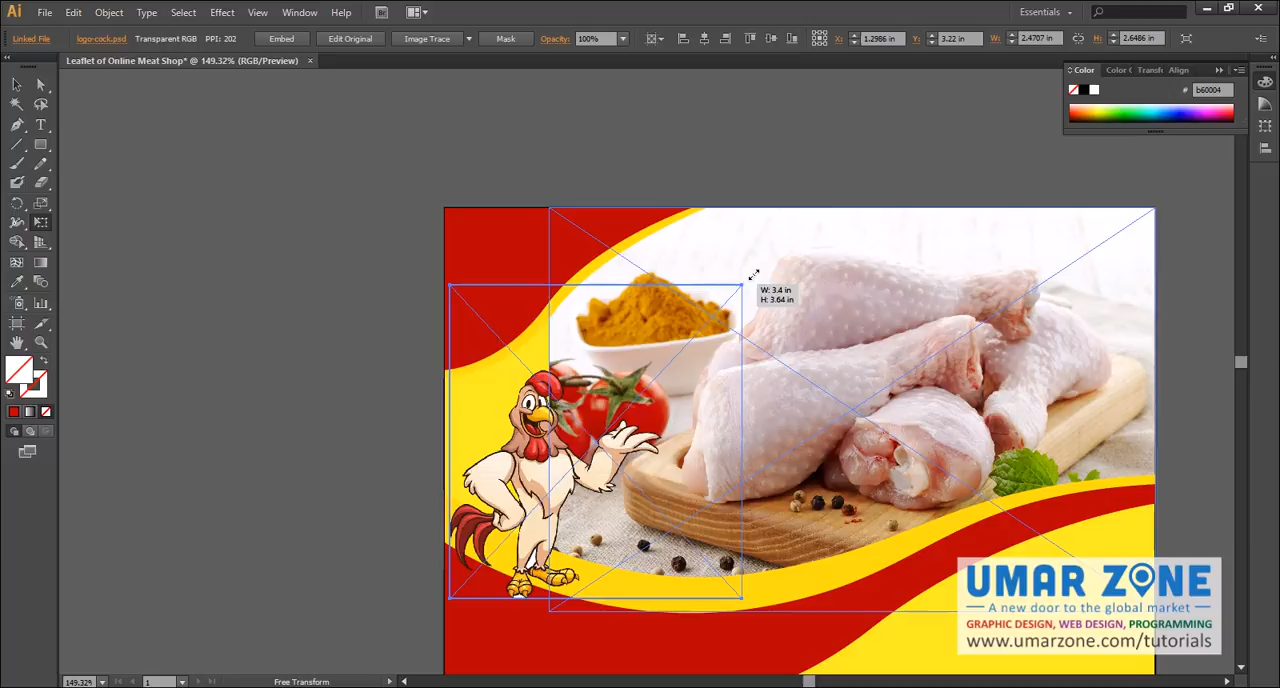 Ai File Edit Object Type Select Effect View Window Help Br Essentials
Linked File logo-cock.psd Transparent RGB PPI: 202 Embed Edit Original Image Trace Mask Opacity: 100% X: 1.2986 in Y: 3.22 in W: 2.4707 in H: 2.6486 in
Leaflet of Online Meat Shop* @ 149.32% (RGB/Preview)
Color Color Transf Align
# b60004
T
W: 3.4 in
H: 3.64 in
UMAR ZONE
A new door to the global market
GRAPHIC DESIGN, WEB DESIGN, PROGRAMMING
www.umarzone.com/tutorials
149.32% 1 Free Transform